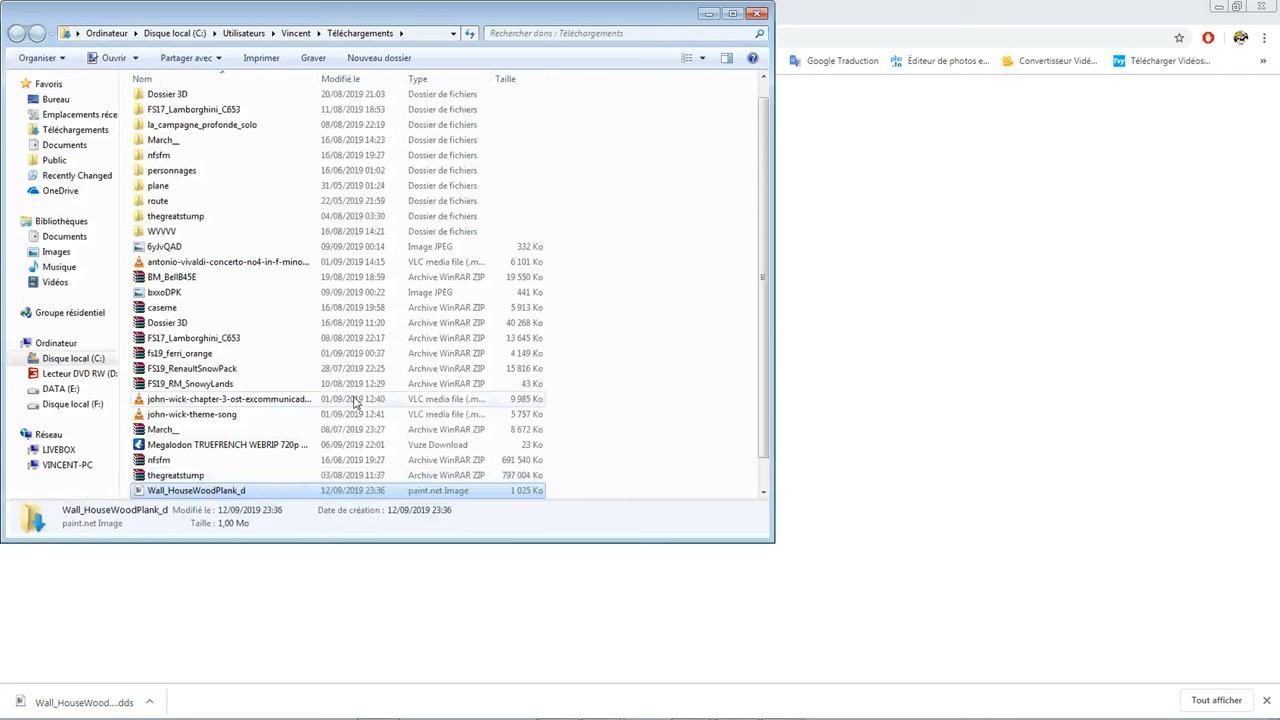 Ordinateur ▸ Disque local (C:) ▸ Utilisateurs ▸ Vincent ▸ Téléchargements ▸
Rechercher dans : Téléchargements
Organiser
Ouvrir
Partager avec
Imprimer
Graver
Nouveau dossier
Google Traduction
Éditeur de photos e...
Convertisseur Vidé...
Télécharger Vidéos...
»
Favoris
Bureau
Emplacements réce
Téléchargements
Documents
Public
Recently Changed
OneDrive
Bibliothèques
Documents
Images
Musique
Vidéos
Groupe résidentiel
Ordinateur
Disque local (C:)
Lecteur DVD RW (D:
DATA (E:)
Disque local (F:)
Réseau
LIVEBOX
VINCENT-PC
Nom Modifié le Type Taille
Dossier 3D 20/08/2019 21:03 Dossier de fichiers
FS17_Lamborghini_C653 11/08/2019 18:53 Dossier de fichiers
la_campagne_profonde_solo 08/08/2019 22:19 Dossier de fichiers
March__ 16/08/2019 14:23 Dossier de fichiers
nfsfm 16/08/2019 19:27 Dossier de fichiers
personnages 16/06/2019 01:02 Dossier de fichiers
plane 31/05/2019 01:24 Dossier de fichiers
route 22/05/2019 21:59 Dossier de fichiers
thegreatstump 04/08/2019 03:30 Dossier de fichiers
WVVVV 16/08/2019 14:21 Dossier de fichiers
6yJvQAD 09/09/2019 00:14 Image JPEG 332 Ko
antonio-vivaldi-concerto-no4-in-f-mino... 01/09/2019 14:15 VLC media file (.m... 6 101 Ko
BM_BellB45E 19/08/2019 18:59 Archive WinRAR ZIP 19 550 Ko
bxxoDPK 09/09/2019 00:22 Image JPEG 441 Ko
caserne 16/08/2019 19:58 Archive WinRAR ZIP 5 913 Ko
Dossier 3D 16/08/2019 11:20 Archive WinRAR ZIP 40 268 Ko
FS17_Lamborghini_C653 08/08/2019 22:17 Archive WinRAR ZIP 13 645 Ko
fs19_ferri_orange 01/09/2019 00:37 Archive WinRAR ZIP 4 149 Ko
FS19_RenaultSnowPack 28/07/2019 22:25 Archive WinRAR ZIP 15 816 Ko
FS19_RM_SnowyLands 10/08/2019 12:29 Archive WinRAR ZIP 43 Ko
john-wick-chapter-3-ost-excommunicad... 01/09/2019 12:40 VLC media file (.m... 9 985 Ko
john-wick-theme-song 01/09/2019 12:41 VLC media file (.m... 5 757 Ko
March__ 08/07/2019 23:27 Archive WinRAR ZIP 8 672 Ko
Megalodon TRUEFRENCH WEBRIP 720p ... 06/09/2019 22:01 Vuze Download 23 Ko
nfsfm 16/08/2019 19:27 Archive WinRAR ZIP 691 540 Ko
thegreatstump 03/08/2019 11:37 Archive WinRAR ZIP 797 004 Ko
Wall_HouseWoodPlank_d 12/09/2019 23:36 paint.net Image 1 025 Ko
Wall_HouseWoodPlank_d Modifié le : 12/09/2019 23:36 Date de création : 12/09/2019 23:36
paint.net Image Taille : 1,00 Mo
Wall_HouseWood....dds
Tout afficher